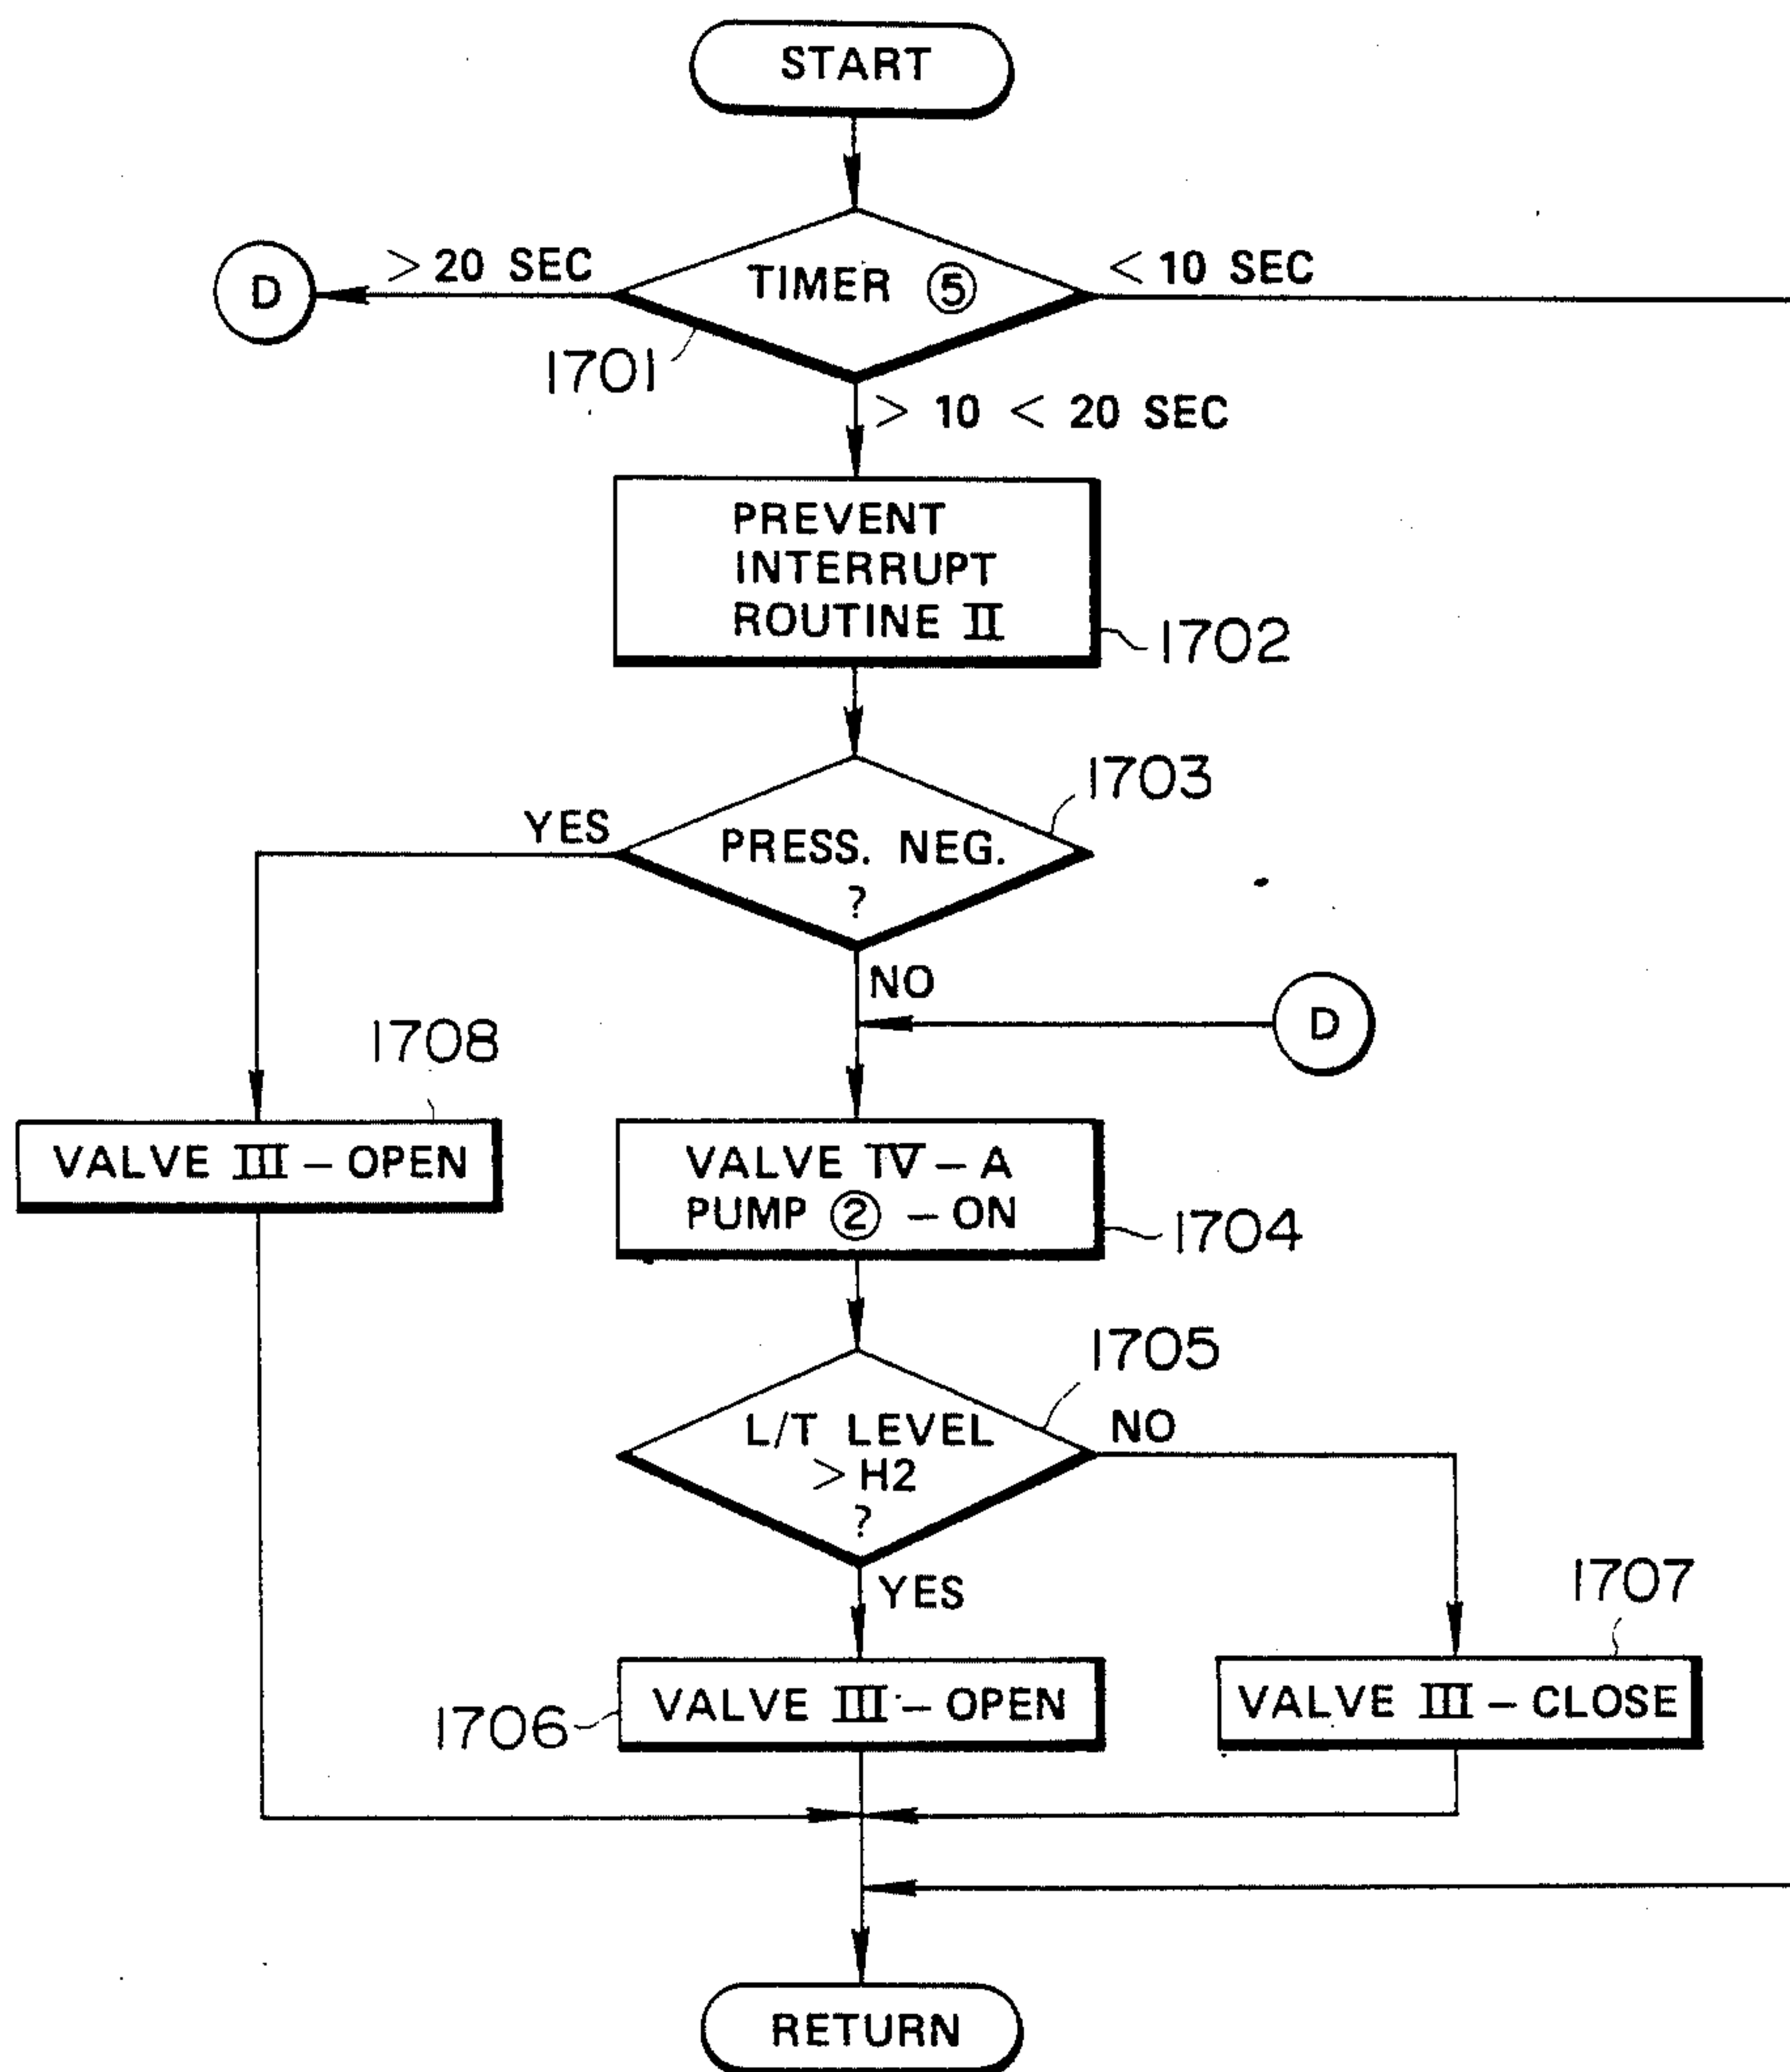 START
> 20 SEC
D
TIMER ⑤
< 10 SEC
1701
> 10 < 20 SEC
PREVENT
INTERRUPT
ROUTINE II
1702
1703
YES
PRESS. NEG.
?
NO
D
1708
VALVE III – OPEN
VALVE IV – A
PUMP ② – ON
1704
1705
L/T LEVEL
> H2
?
NO
YES
1707
1706
VALVE III – OPEN
VALVE III – CLOSE
RETURN